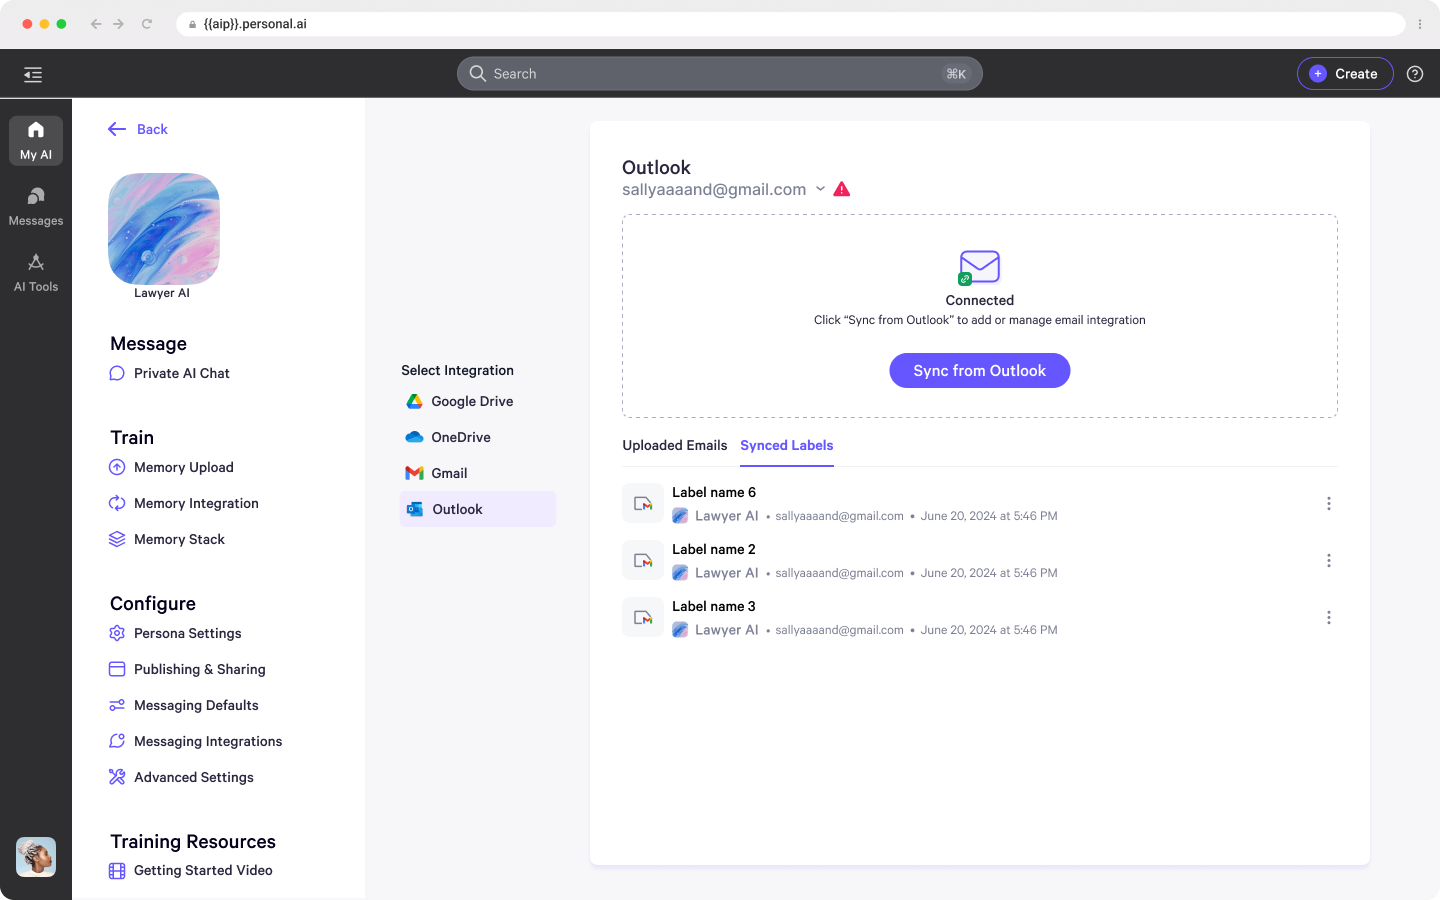 {{aip}}.personal.ai
Search
⌘K
+ Create
My AI
Messages
AI Tools
Back
Lawyer AI
Message
Private AI Chat
Train
Memory Upload
Memory Integration
Memory Stack
Configure
Persona Settings
Publishing & Sharing
Messaging Defaults
Messaging Integrations
Advanced Settings
Training Resources
Getting Started Video
Select Integration
Google Drive
OneDrive
Gmail
Outlook
Outlook
sallyaaaand@gmail.com
Connected
Click “Sync from Outlook” to add or manage email integration
Sync from Outlook
Uploaded Emails Synced Labels
Label name 6
Lawyer AI • sallyaaaand@gmail.com • June 20, 2024 at 5:46 PM
Label name 2
Lawyer AI • sallyaaaand@gmail.com • June 20, 2024 at 5:46 PM
Label name 3
Lawyer AI • sallyaaaand@gmail.com • June 20, 2024 at 5:46 PM